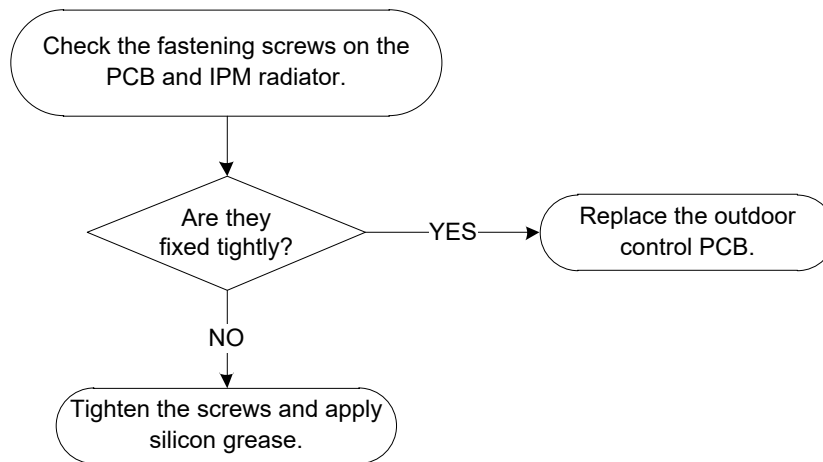 Check the fastening screws on the
PCB and IPM radiator.
Are they
fixed tightly?
YES
Replace the outdoor
control PCB.
NO
Tighten the screws and apply
silicon grease.